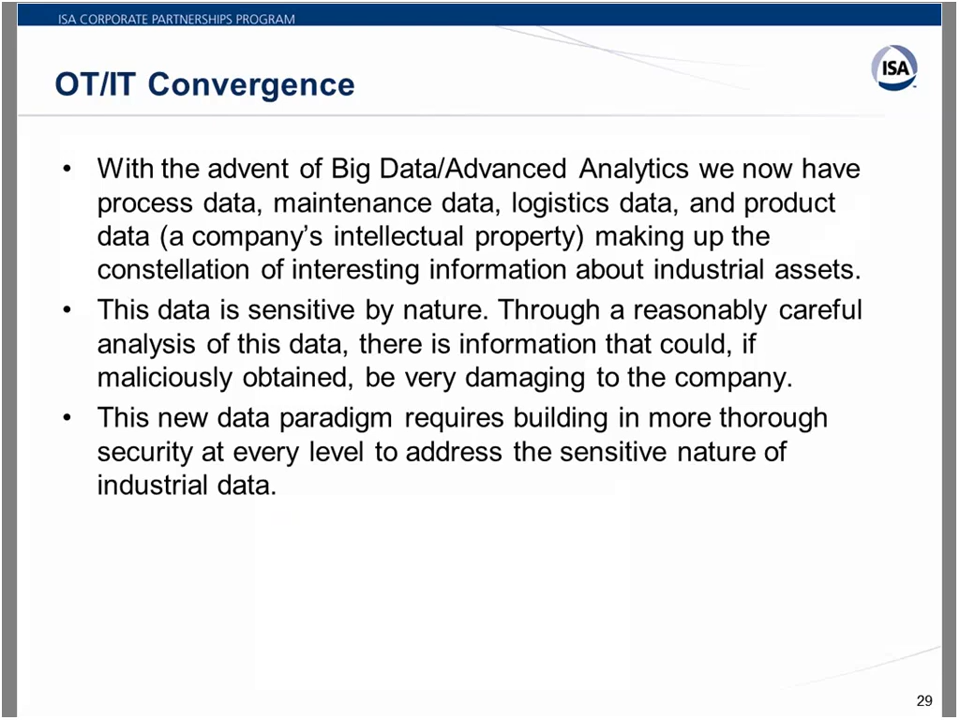 ISA CORPORATE PARTNERSHIPS PROGRAM
OT/IT Convergence
ISA
• With the advent of Big Data/Advanced Analytics we now have
process data, maintenance data, logistics data, and product
data (a company’s intellectual property) making up the
constellation of interesting information about industrial assets.
• This data is sensitive by nature. Through a reasonably careful
analysis of this data, there is information that could, if
maliciously obtained, be very damaging to the company.
• This new data paradigm requires building in more thorough
security at every level to address the sensitive nature of
industrial data.
29